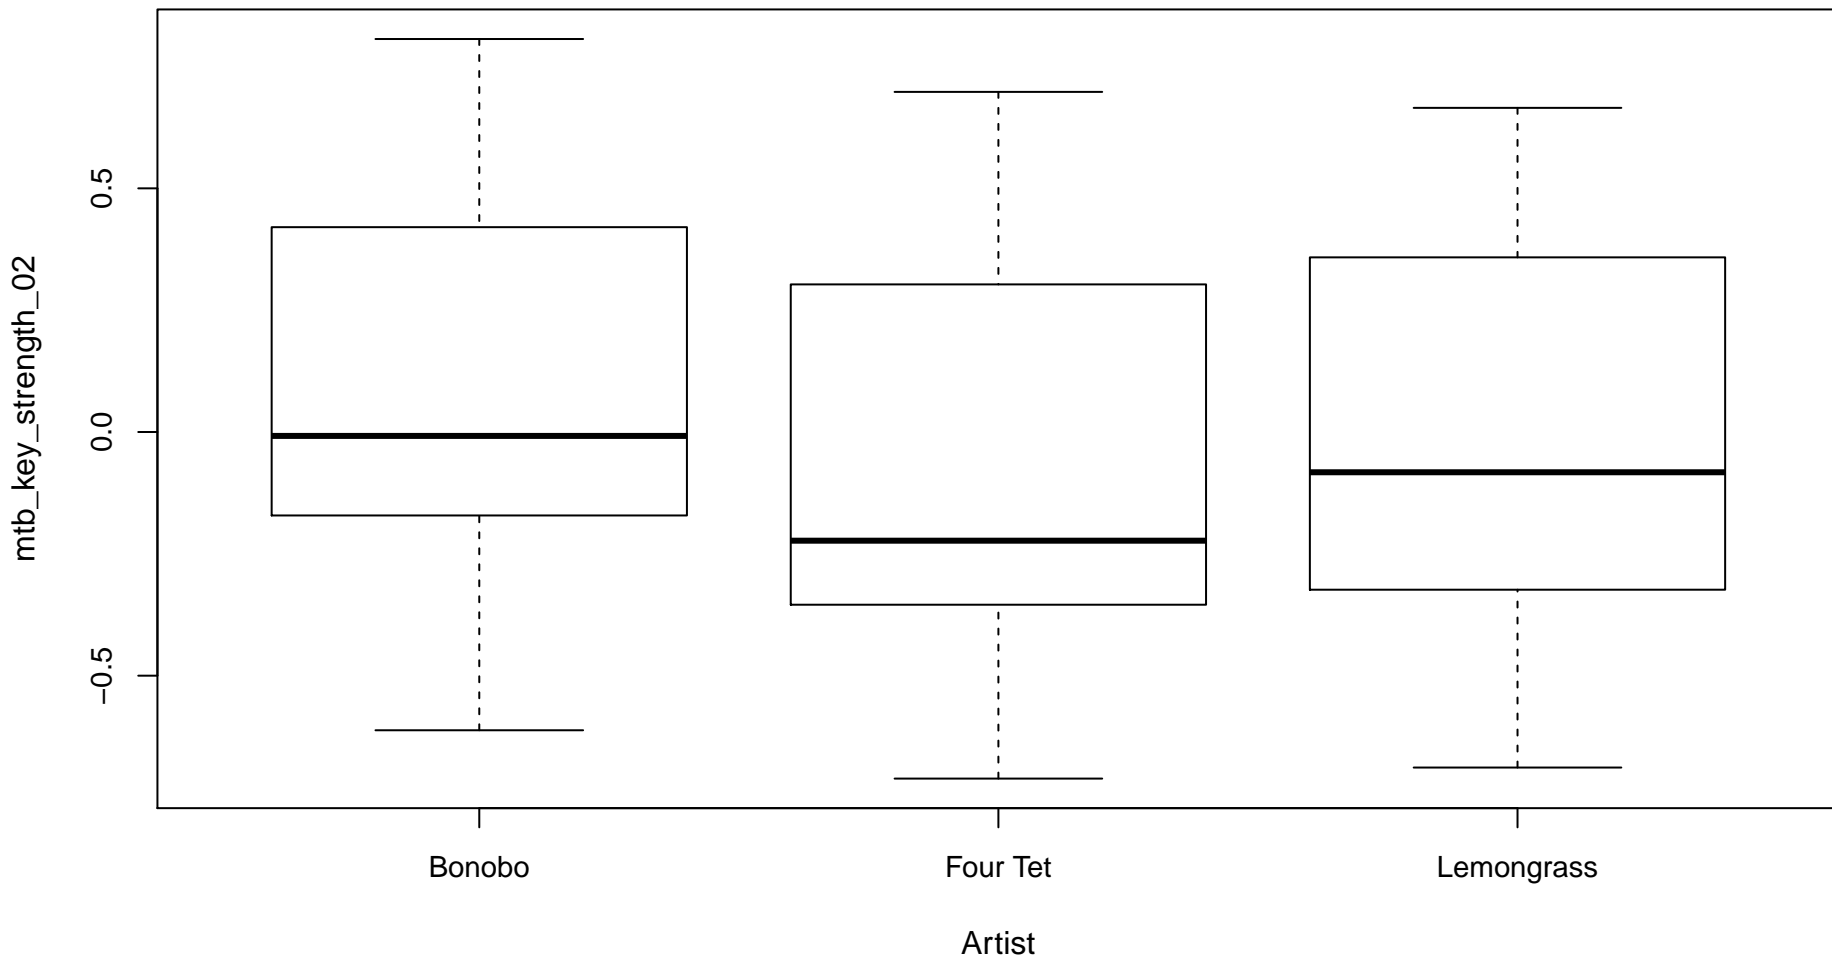 mtb_key_strength_02
0.5
0.0
−0.5
Bonobo
Four Tet
Lemongrass
Artist